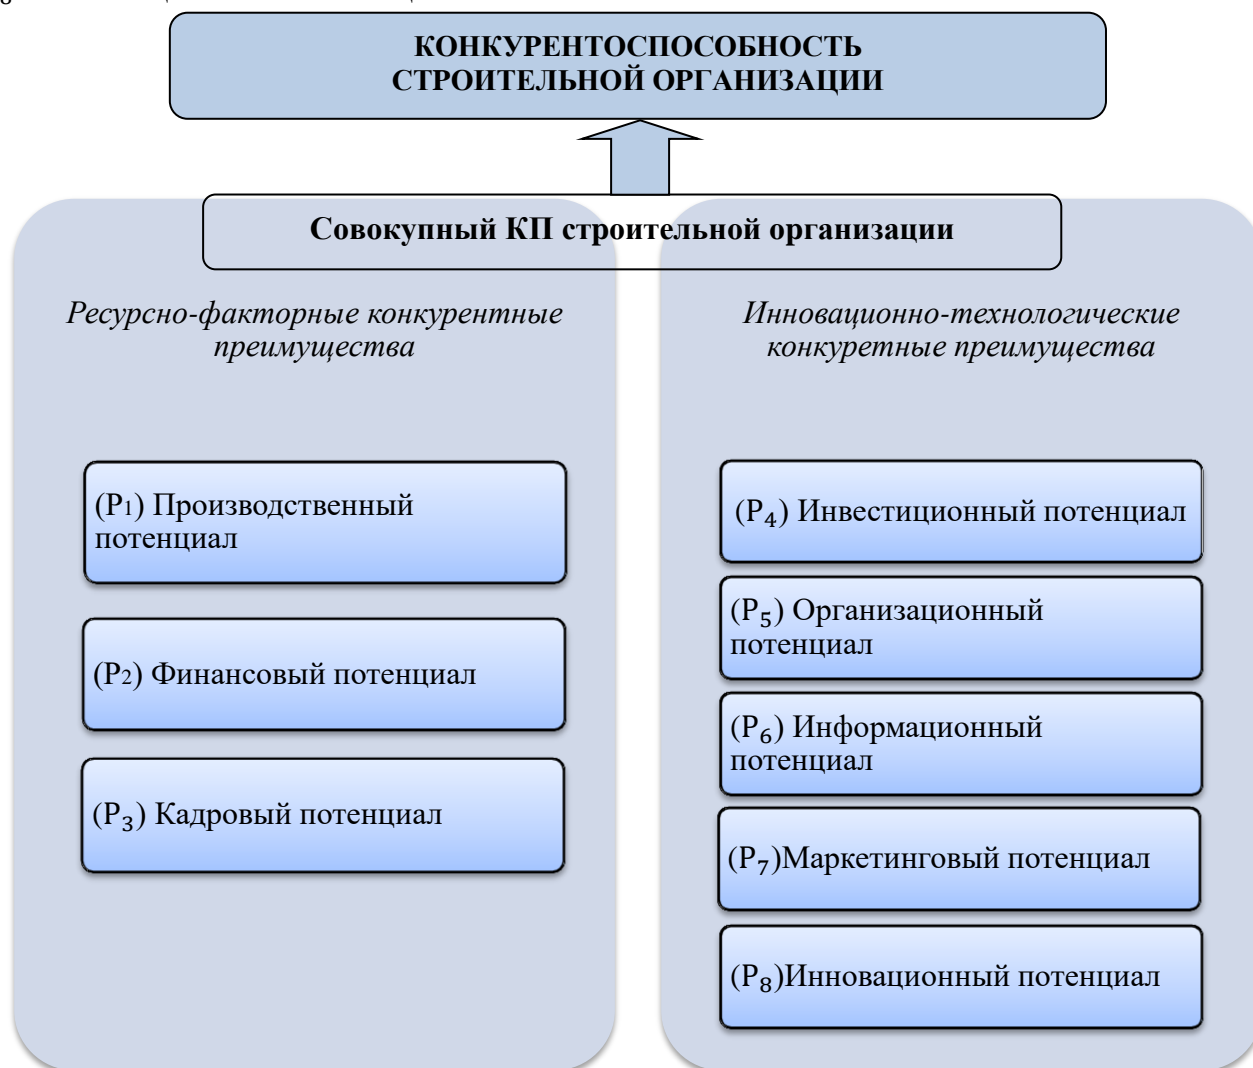 КОНКУРЕНТОСПОСОБНОСТЬ
СТРОИТЕЛЬНОЙ ОРГАНИЗАЦИИ
Совокупный КП строительной организации
Ресурсно-факторные конкурентные
преимущества
(P1) Производственный
потенциал
(P2) Финансовый потенциал
(P3) Кадровый потенциал
Инновационно-технологические
конкуретные преимущества
(P4) Инвестиционный потенциал
(P5) Организационный
потенциал
(P6) Информационный
потенциал
(P7)Маркетинговый потенциал
(P8)Инновационный потенциал